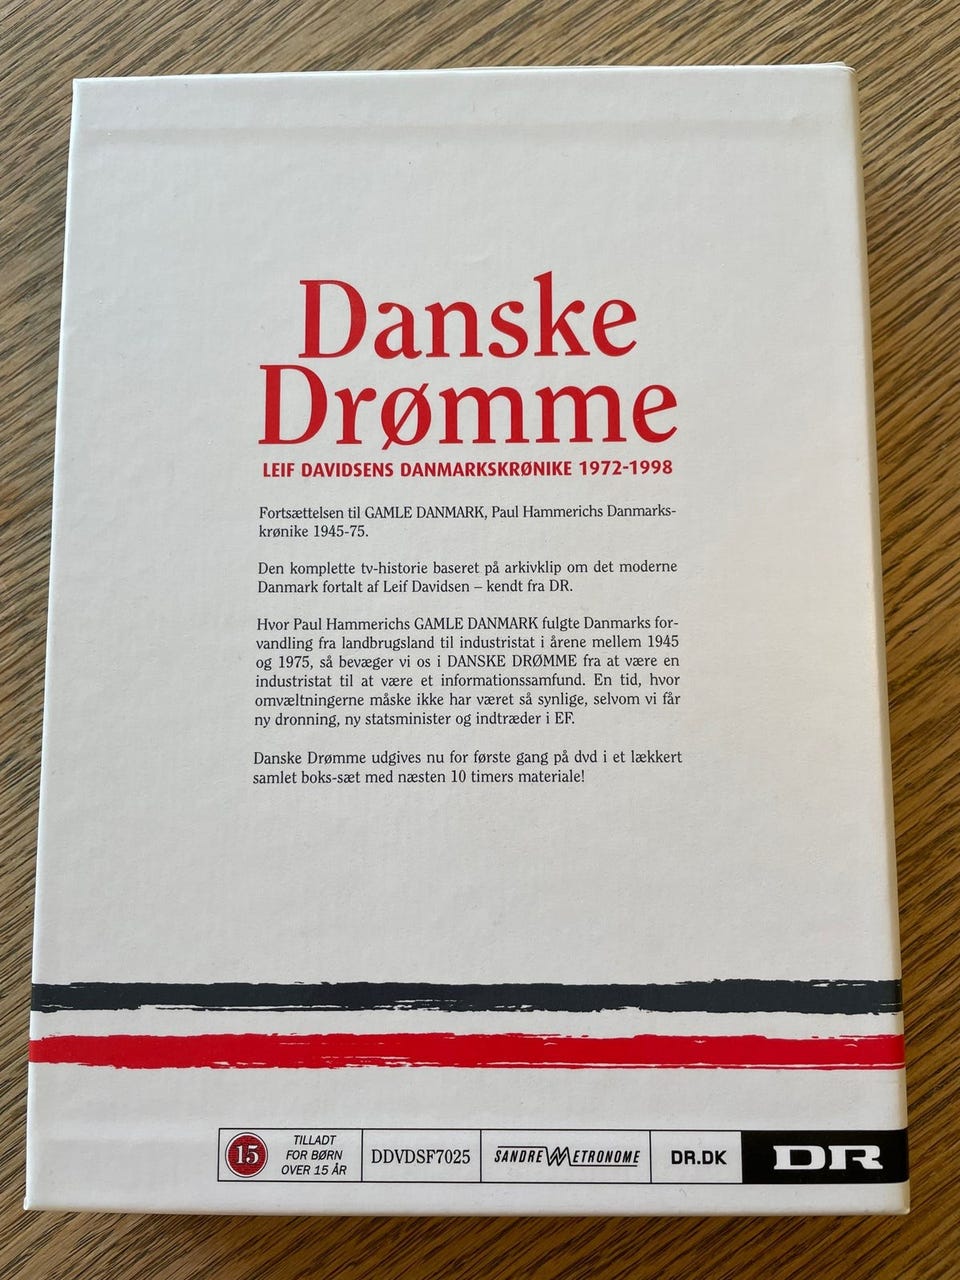 Danske
Drømme
LEIF DAVIDSENS DANMARKSKRØNIKE 1972-1998
Fortsættelsen til GAMLE DANMARK, Paul Hammerichs Danmarks-
krønike 1945-75.
Den komplette tv-historie baseret på arkivklip om det moderne
Danmark fortalt af Leif Davidsen – kendt fra DR.
Hvor Paul Hammerichs GAMLE DANMARK fulgte Danmarks for-
vandling fra landbrugsland til industristat i årene mellem 1945
og 1975, så bevæger vi os i DANSKE DRØMME fra at være en
industristat til at være et informationssamfund. En tid, hvor
omvæltningerne måske ikke har været så synlige, selvom vi får
ny dronning, ny statsminister og indtræder i EF.
Danske Drømme udgives nu for første gang på dvd i et lækkert
samlet boks-sæt med næsten 10 timers materiale!
15
TILLADT
FOR BØRN
OVER 15 ÅR
DDVDSF7025
SANDREW METRONOME
DR.DK
DR